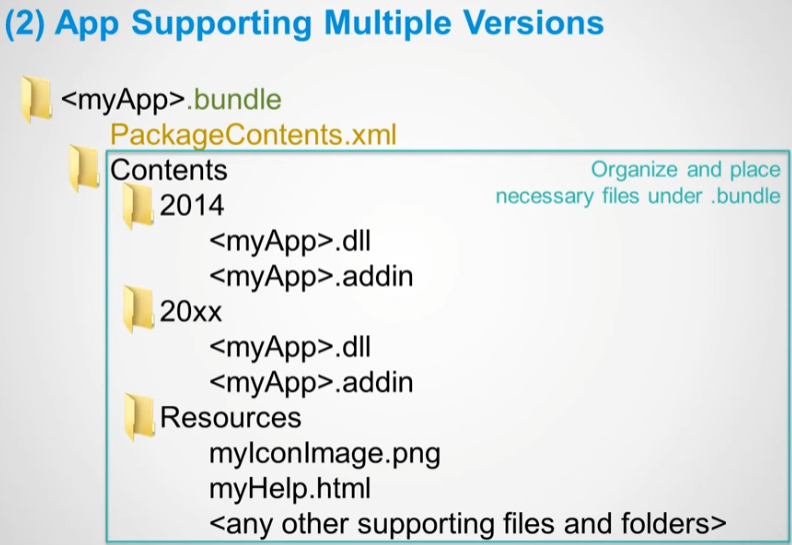 (2) App Supporting Multiple Versions
<myApp>.bundle
PackageContents.xml
Contents
Organize and place
necessary files under .bundle
2014
<myApp>.dll
<myApp>.addin
20xx
<myApp>.dll
<myApp>.addin
Resources
myIconImage.png
myHelp.html
<any other supporting files and folders>